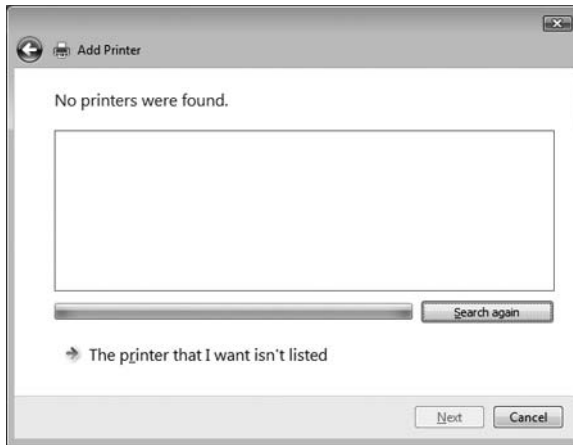 Add Printer
No printers were found.
Search again
The printer that I want isn't listed
Next
Cancel